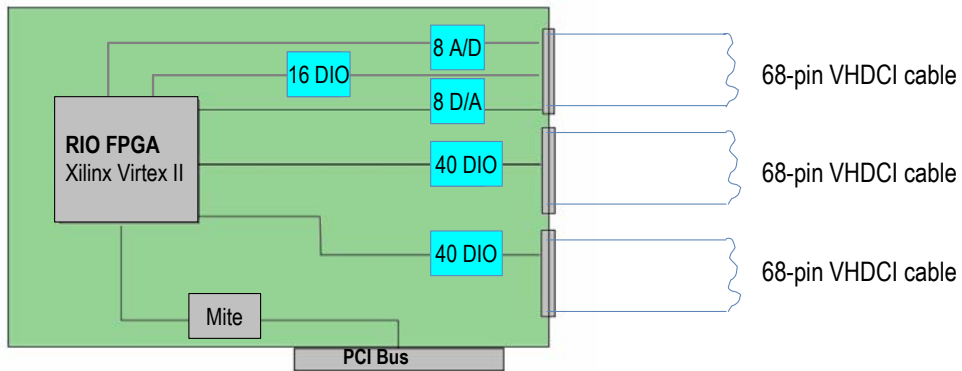 8 A/D
16 DIO
68-pin VHDCI cable
8 D/A
RIO FPGA
Xilinx Virtex II
40 DIO
68-pin VHDCI cable
40 DIO
68-pin VHDCI cable
Mite
PCI Bus